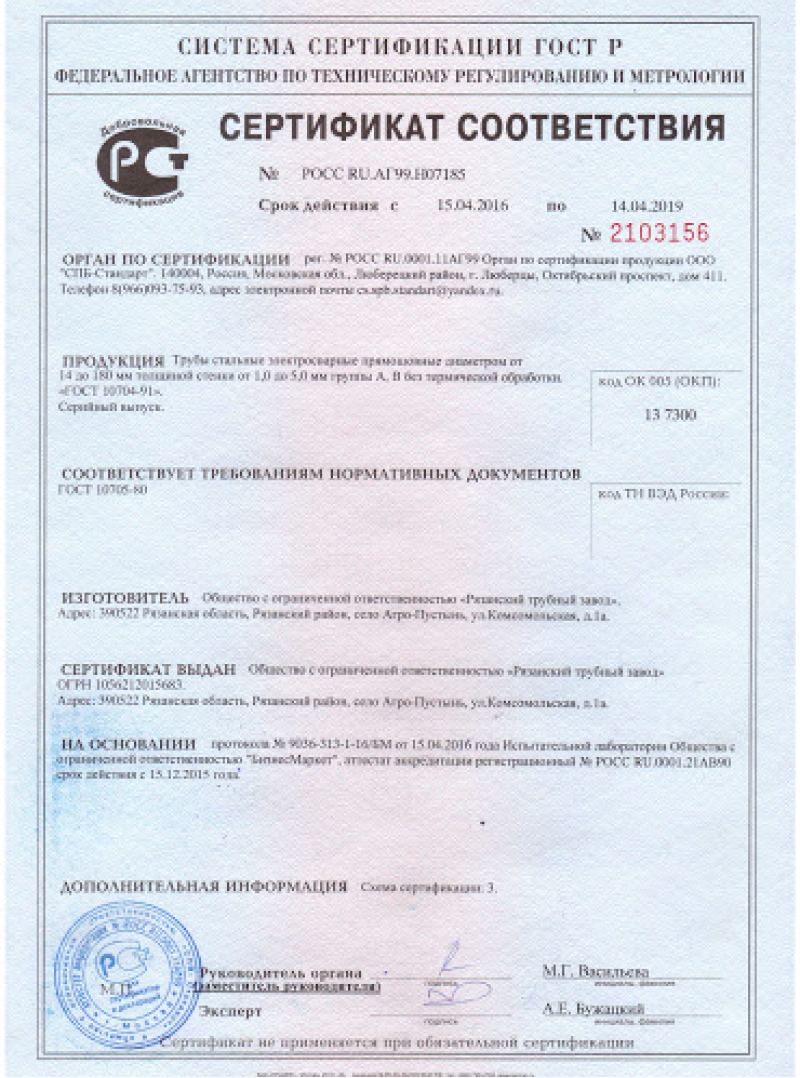 СИСТЕМА СЕРТИФИКАЦИИ ГОСТ Р
ФЕДЕРАЛЬНОЕ АГЕНТСТВО ПО ТЕХНИЧЕСКОМУ РЕГУЛИРОВАНИЮ И МЕТРОЛОГИИ
Добровольная
РСТ
сертификация
СЕРТИФИКАТ СООТВЕТСТВИЯ
№ РОСС RU.АГ99.Н07185
Срок действия с 15.04.2016 по 14.04.2019
№ 2103156
ОРГАН ПО СЕРТИФИКАЦИИ рег. № РОСС RU.0001.11АГ99 Орган по сертификации продукции ООО
"СПБ-Стандарт". 140004, Россия, Московская обл., Люберецкий район, г. Люберцы, Октябрьский проспект, дом 411.
Телефон 8(966)093-75-93, адрес электронной почты cs.spb.standart@yandex.ru.
ПРОДУКЦИЯ Трубы стальные электросварные прямошовные диаметром от
14 до 180 мм толщиной стенки от 1,0 до 5,0 мм группы А, В без термической обработки.
«ГОСТ 10704-91».
Серийный выпуск.
код ОК 005 (ОКП):
13 7300
СООТВЕТСТВУЕТ ТРЕБОВАНИЯМ НОРМАТИВНЫХ ДОКУМЕНТОВ
ГОСТ 10705-80
код ТН ВЭД России:
ИЗГОТОВИТЕЛЬ Общество с ограниченной ответственностью «Рязанский трубный завод».
Адрес: 390522 Рязанская область, Рязанский район, село Агро-Пустынь, ул.Комсомольская, д.1а.
СЕРТИФИКАТ ВЫДАН Общество с ограниченной ответственностью «Рязанский трубный завод»
ОГРН 1056212015683.
Адрес: 390522 Рязанская область, Рязанский район, село Агро-Пустынь, ул.Комсомольская, д.1а.
НА ОСНОВАНИИ протокола № 9036-313-1-16/БМ от 15.04.2016 года Испытательной лаборатории Общества с
ограниченной ответственностью "БизнесМаркет", аттестат аккредитации регистрационный № РОСС RU.0001.21АВ90
срок действия с 15.12.2015 года.
ДОПОЛНИТЕЛЬНАЯ ИНФОРМАЦИЯ Схема сертификации: 3.
М.П.
Руководитель органа
(заместитель руководителя)
подпись
М.Г. Васильева
инициалы, фамилия
Эксперт
подпись
А.Е. Бужацкий
инициалы, фамилия
Сертификат не применяется при обязательной сертификации